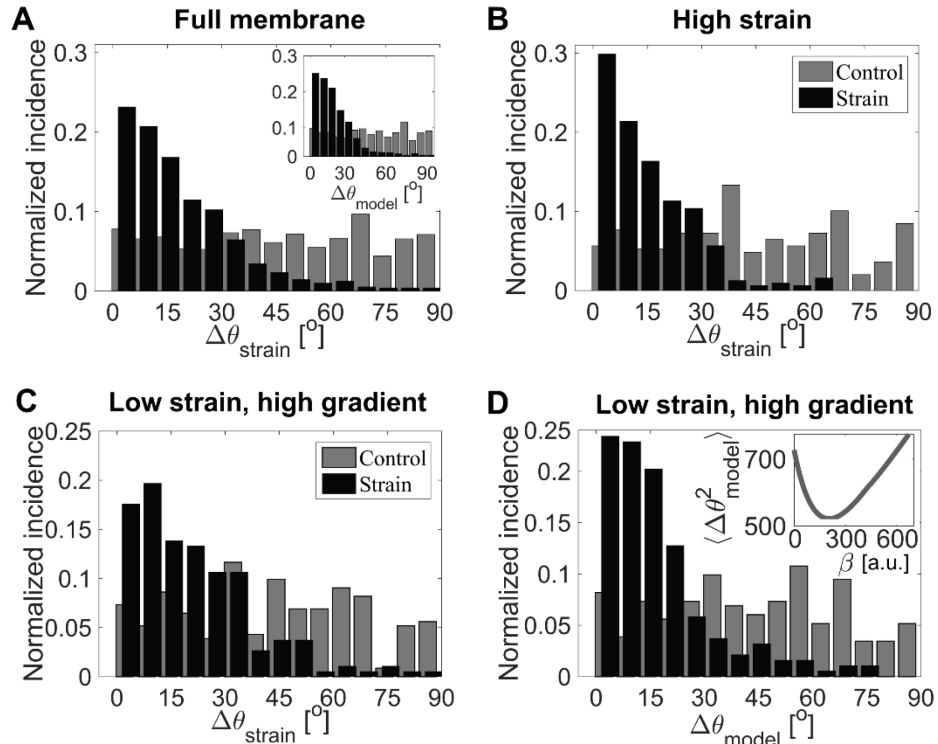 A
Full membrane
Normalized incidence
0.3
0.2
0.1
0
0
15
30
45
60
75
90
Δθstrain [o]
0.3
0.2
0.1
0
0
30
60
90
Δθmodel [o]
B
High strain
Normalized incidence
0.3
0.2
0.1
0
0
15
30
45
60
75
90
Δθstrain [o]
Control
Strain
C
Low strain, high gradient
Normalized incidence
0.25
0.2
0.15
0.1
0.05
0
0
15
30
45
60
75
90
Δθstrain [o]
Control
Strain
D
Low strain, high gradient
Normalized incidence
0.25
0.2
0.15
0.1
0.05
0
0
15
30
45
60
75
90
Δθmodel [o]
⟨Δθ²model⟩
700
500
0
300
600
β [a.u.]